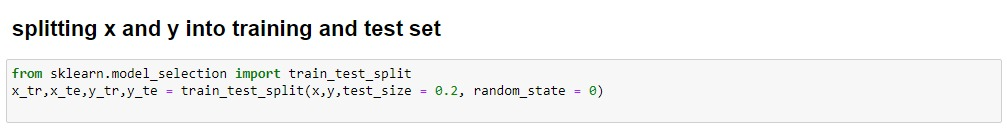 splitting x and y into training and test set
from sklearn.model_selection import train_test_split
x_tr,x_te,y_tr,y_te = train_test_split(x,y,test_size = 0.2, random_state = 0)